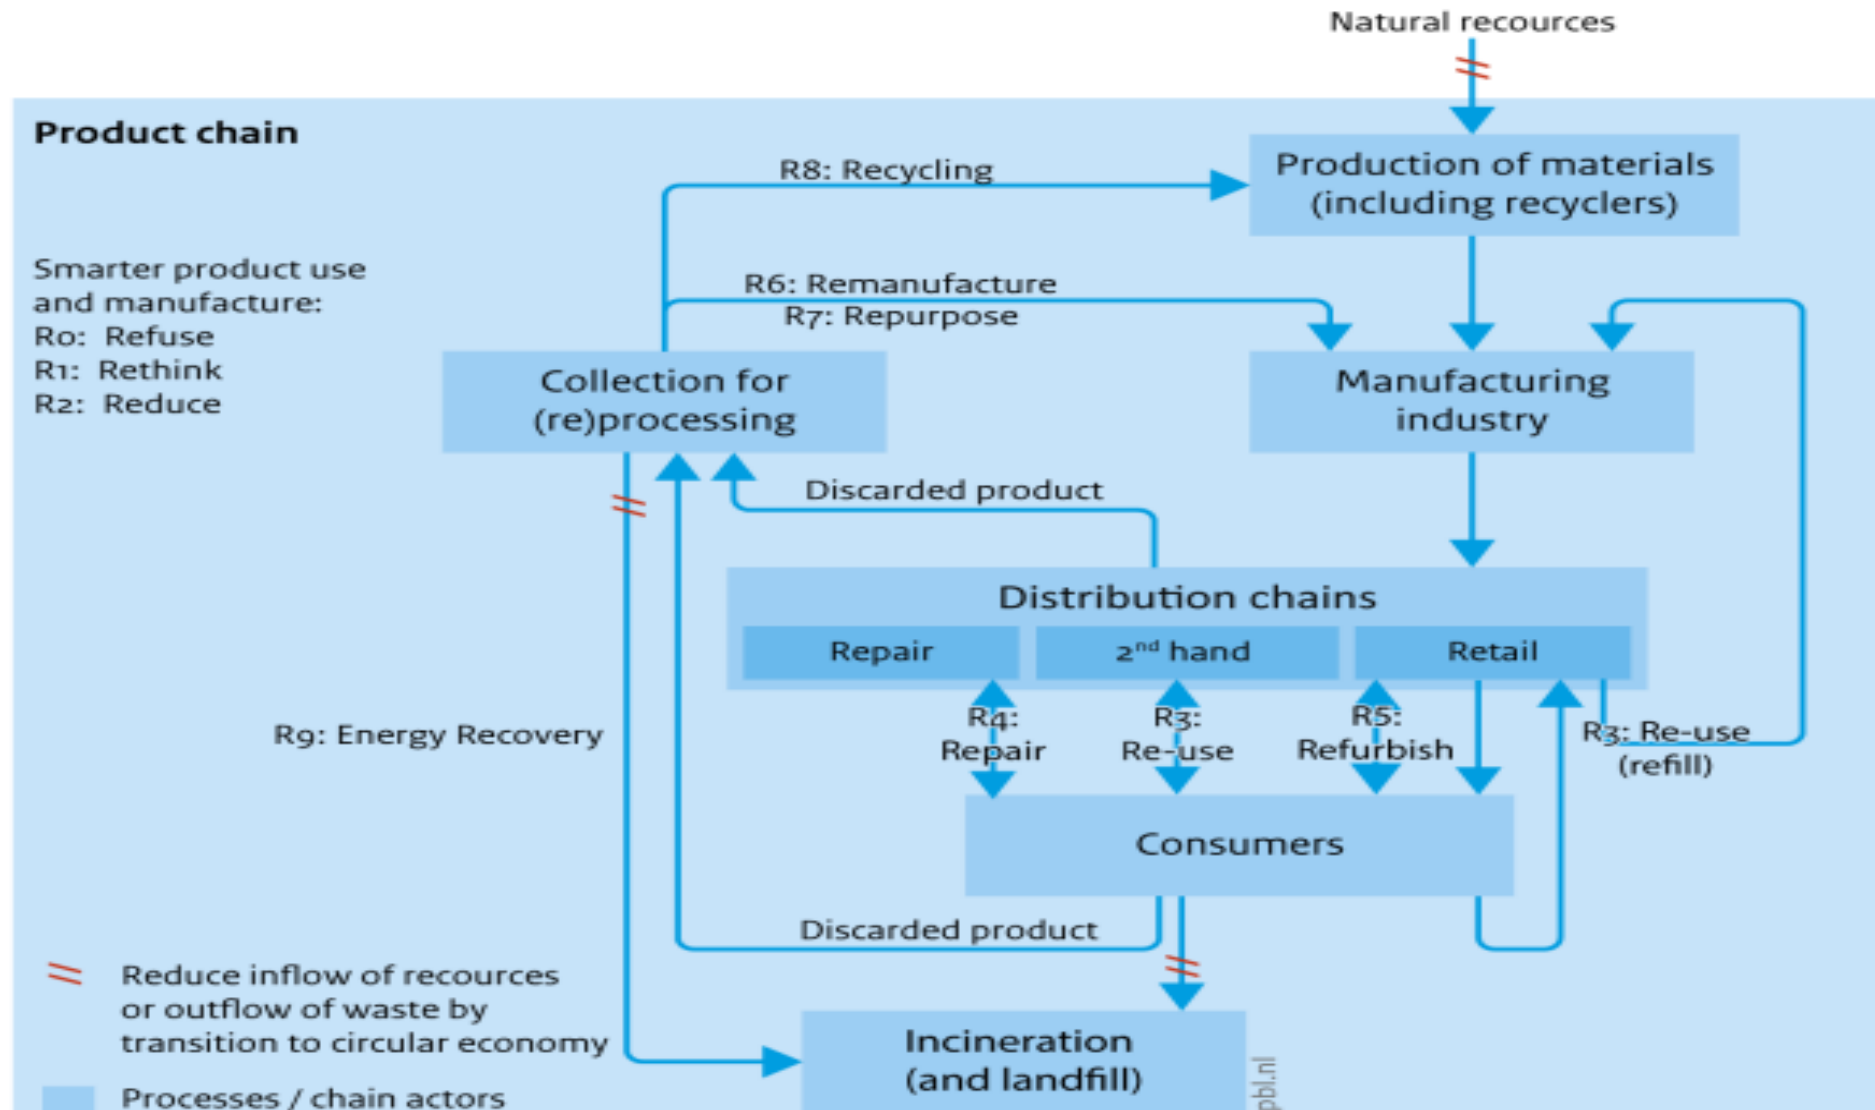 Natural recources
Product chain
R8: Recycling
Production of materials
(including recyclers)
Smarter product use
and manufacture:
R0: Refuse
R1: Rethink
R2: Reduce
R6: Remanufacture
R7: Repurpose
Collection for
(re)processing
Manufacturing
industry
Discarded product
Distribution chains
Repair
2nd hand
Retail
R9: Energy Recovery
R4:
Repair
R3:
Re-use
R5:
Refurbish
R3: Re-use
(refill)
Consumers
Discarded product
Reduce inflow of recources
or outflow of waste by
transition to circular economy
Incineration
(and landfill)
pbl.nl
Processes / chain actors